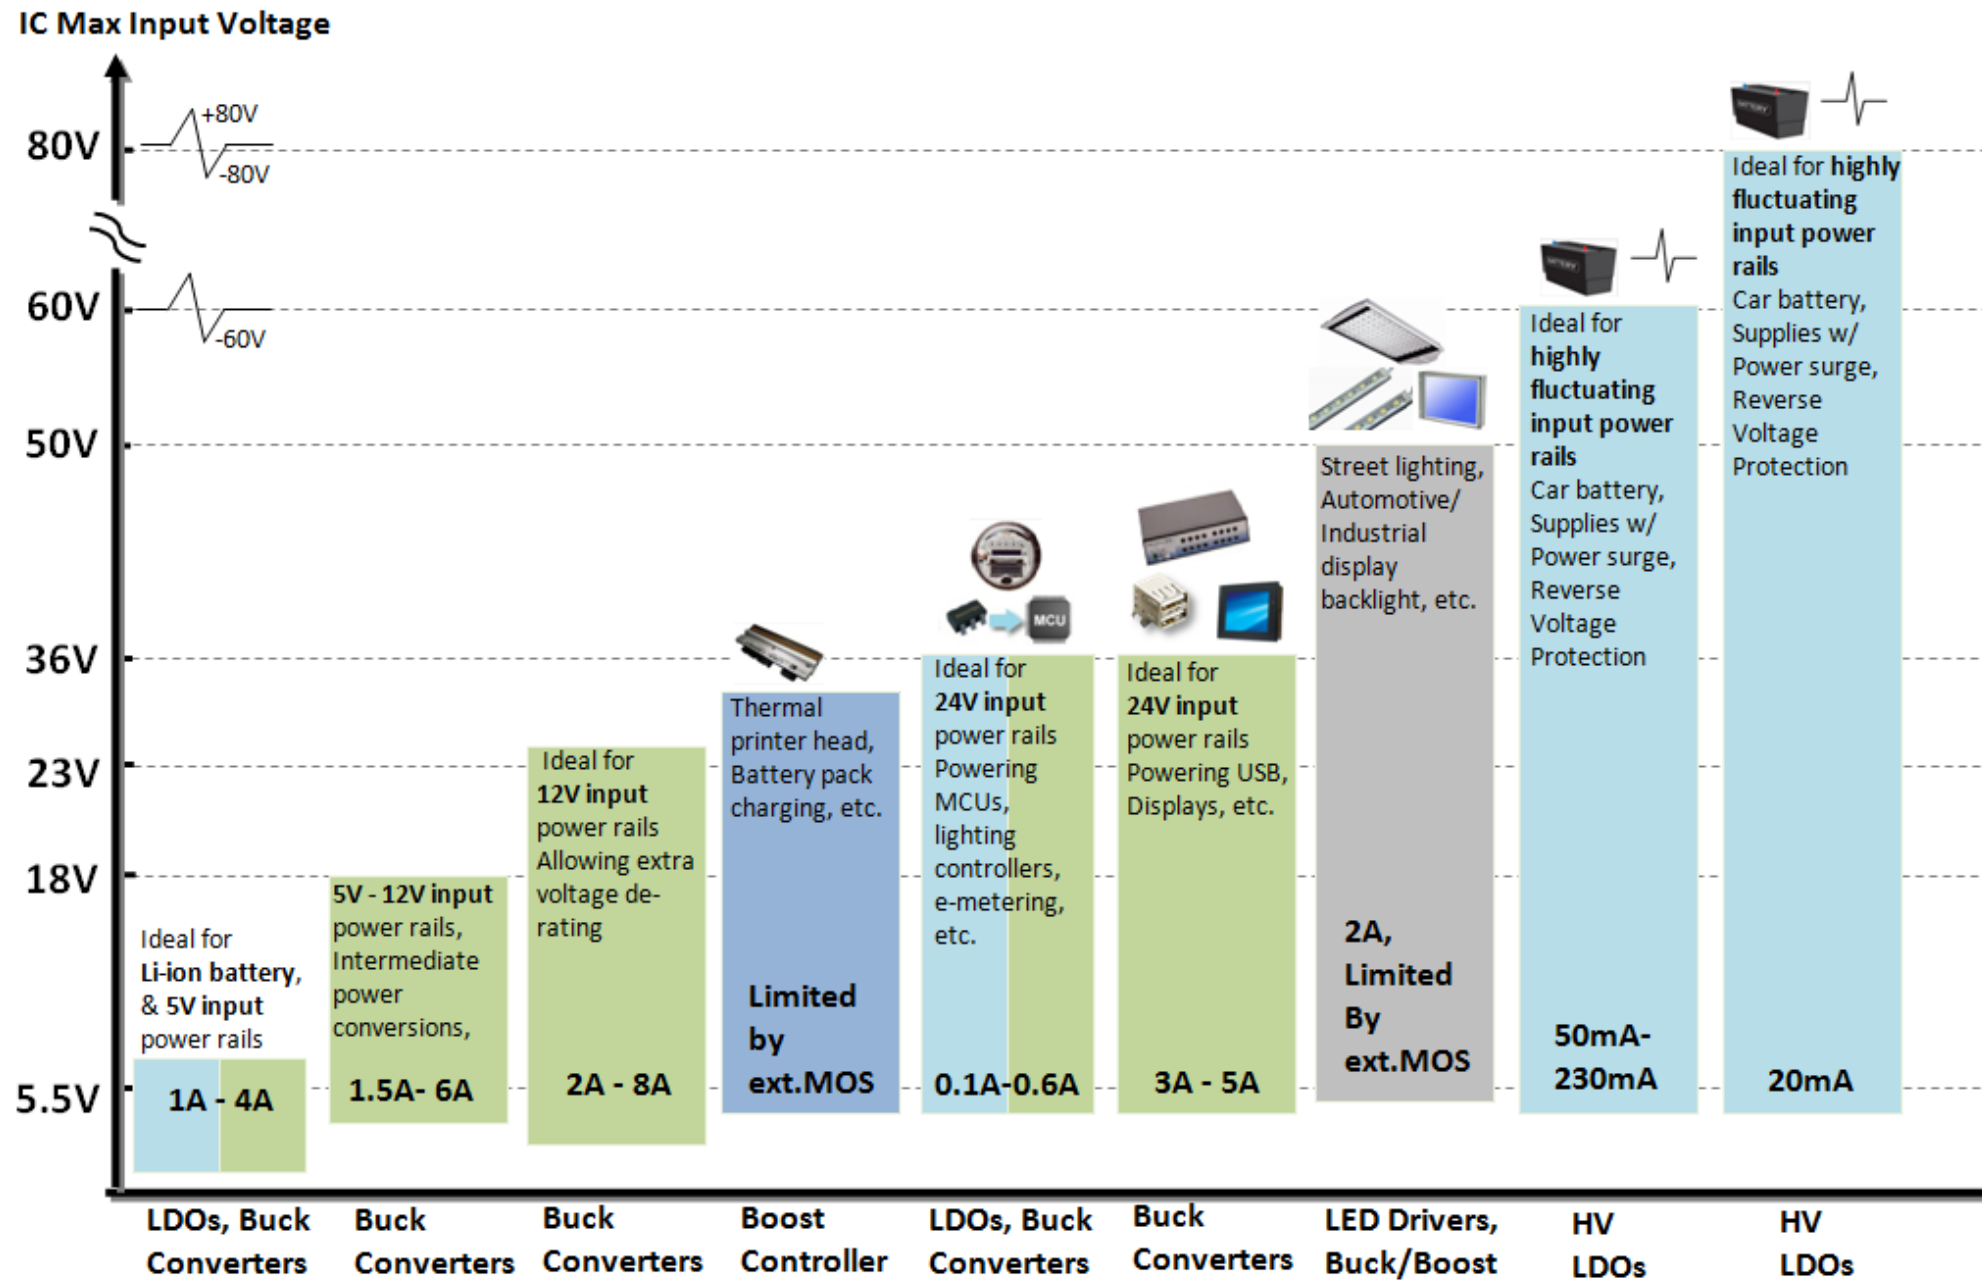 IC Max Input Voltage
80V
+80V
-80V
60V
-60V
50V
36V
23V
18V
5.5V
Ideal for
Li-ion battery,
& 5V input
power rails
1A - 4A
LDOs, Buck
Converters
5V - 12V input
power rails,
Intermediate
power
conversions,
1.5A- 6A
Buck
Converters
Ideal for
12V input
power rails
Allowing extra
voltage de-
rating
2A - 8A
Buck
Converters
Thermal
printer head,
Battery pack
charging, etc.
Limited
by
ext.MOS
Boost
Controller
MCU
Ideal for
24V input
power rails
Powering
MCUs,
lighting
controllers,
e-metering,
etc.
0.1A-0.6A
LDOs, Buck
Converters
Ideal for
24V input
power rails
Powering USB,
Displays, etc.
3A - 5A
Buck
Converters
Street lighting,
Automotive/
Industrial
display
backlight, etc.
2A,
Limited
By
ext.MOS
LED Drivers,
Buck/Boost
BATTERY
Ideal for
highly
fluctuating
input power
rails
Car battery,
Supplies w/
Power surge,
Reverse
Voltage
Protection
50mA-
230mA
HV
LDOs
BATTERY
Ideal for highly
fluctuating
input power
rails
Car battery,
Supplies w/
Power surge,
Reverse
Voltage
Protection
20mA
HV
LDOs